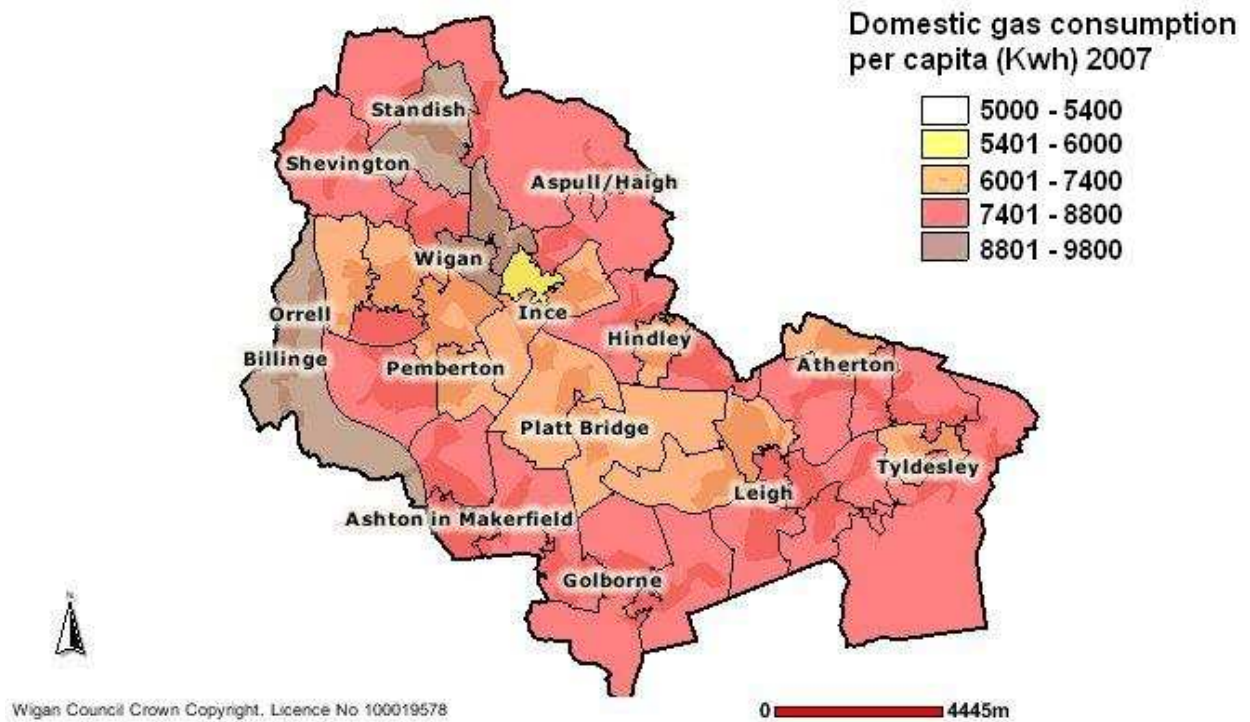 Domestic gas consumption
per capita (Kwh) 2007
5000 - 5400
5401 - 6000
6001 - 7400
7401 - 8800
8801 - 9800
Standish
Shevington
Aspull/Haigh
Wigan
Orrell
Ince
Hindley
Billinge
Pemberton
Atherton
Platt Bridge
Tyldesley
Leigh
Ashton in Makerfield
Golborne
N
Wigan Council Crown Copyright. Licence No 100019578
0 4445m